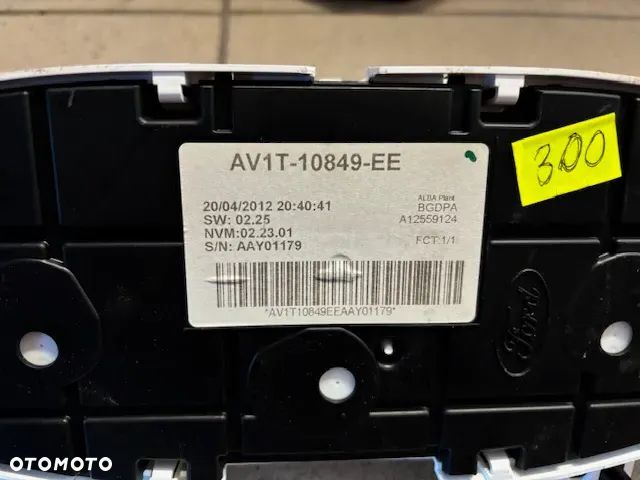 AV1T-10849-EE
300
20/04/2012 20:40:41
SW: 02.25
NVM:02.23.01
S/N: AAY01179
ALBA Plant
BGDPA
A12559124
FCT:1/1
*AV1T10849EEAAY01179*
Ford
OTOMOTO